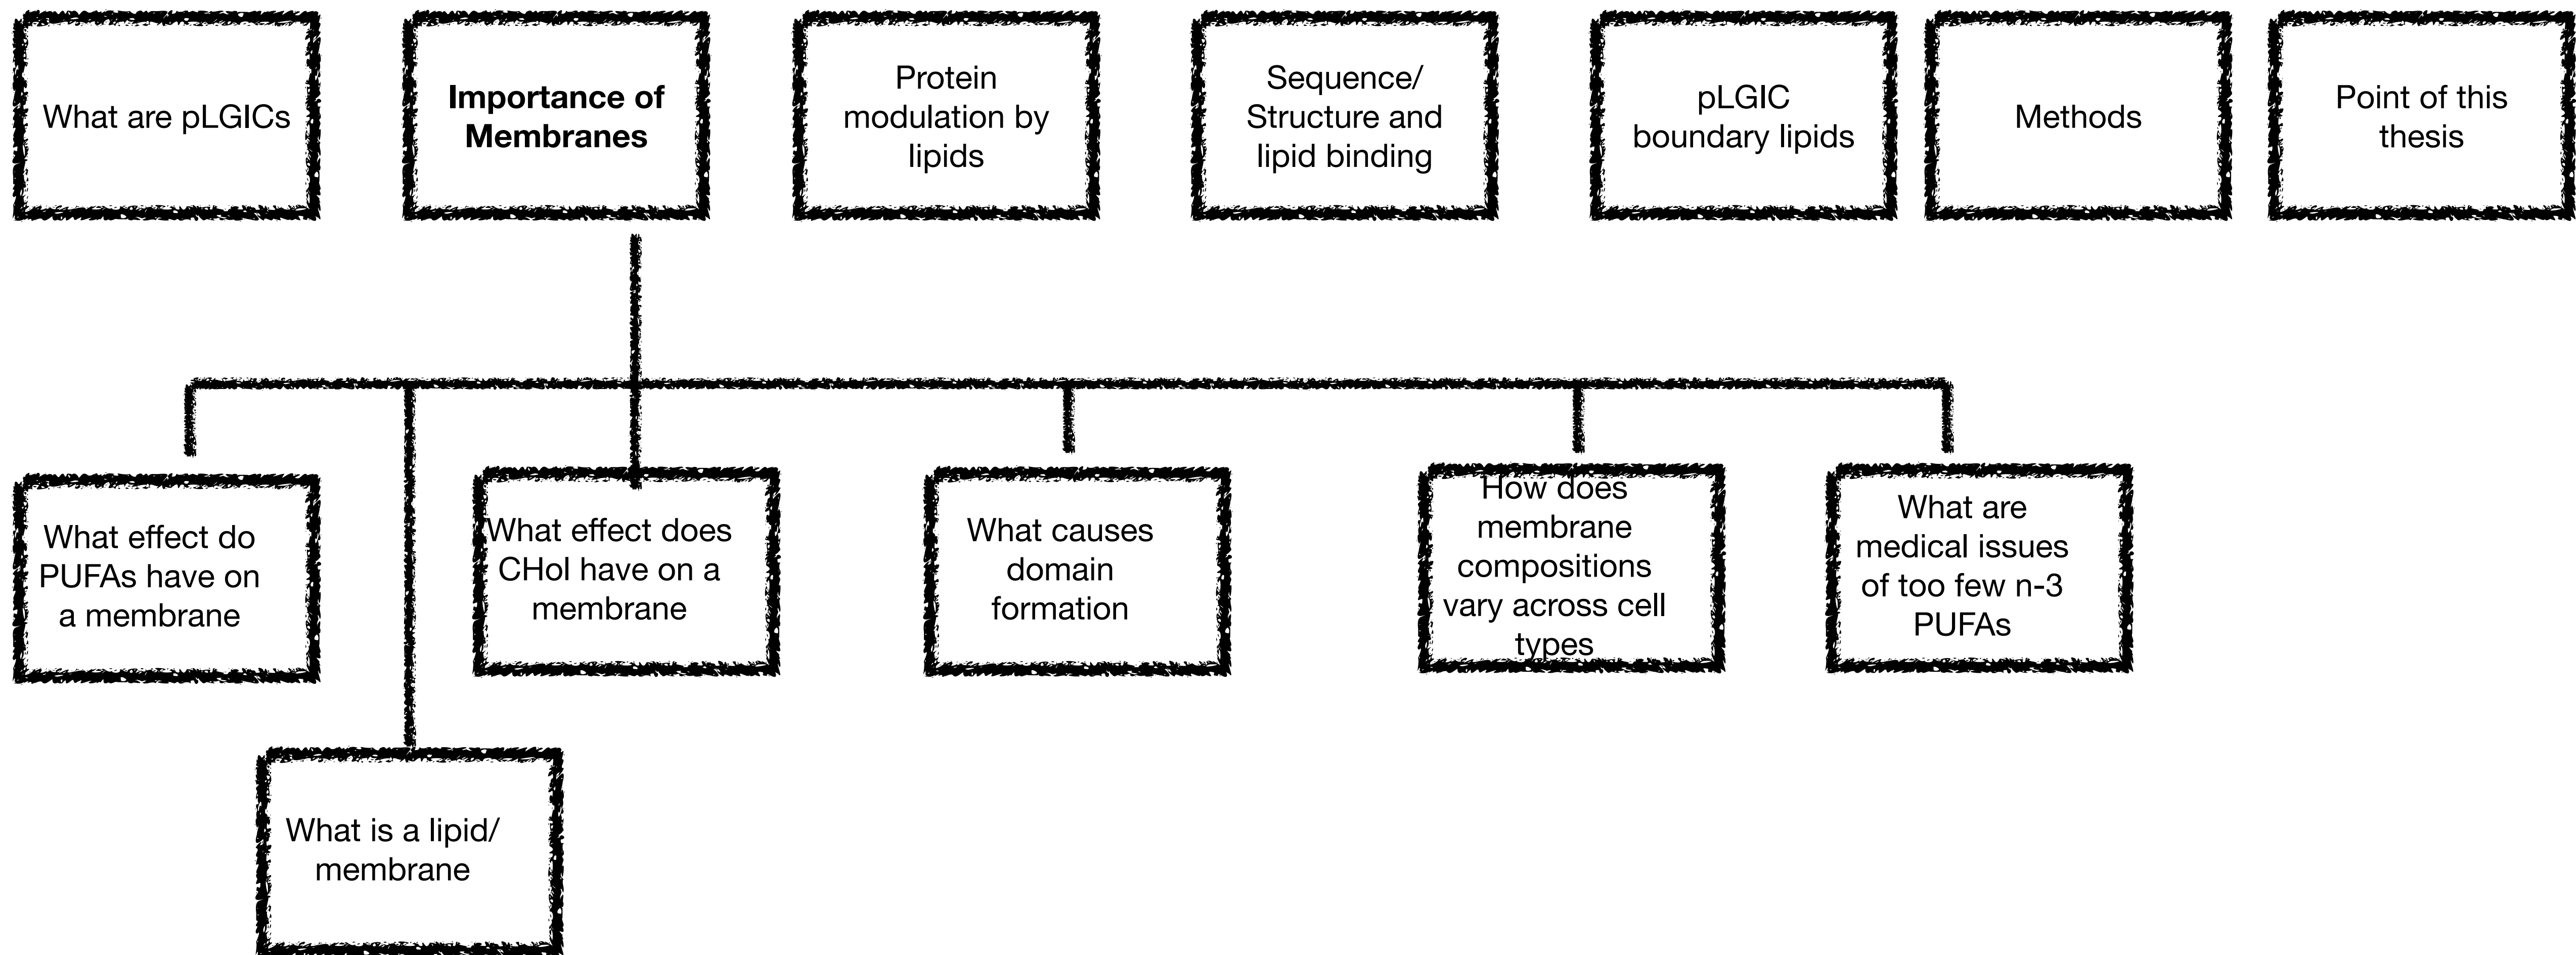 What are pLGICs
Importance of
Membranes
Protein
modulation by
lipids
Sequence/
Structure and
lipid binding
pLGIC
boundary lipids
Methods
Point of this
thesis
What effect do
PUFAs have on
a membrane
What effect does
CHol have on a
membrane
What causes
domain
formation
How does
membrane
compositions
vary across cell
types
What are
medical issues
of too few n-3
PUFAs
What is a lipid/
membrane